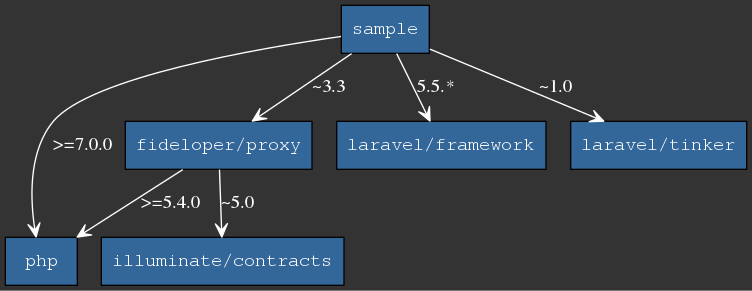 sample
~3.3
5.5.*
~1.0
>=7.0.0
fideloper/proxy
laravel/framework
laravel/tinker
>=5.4.0
~5.0
php
illuminate/contracts